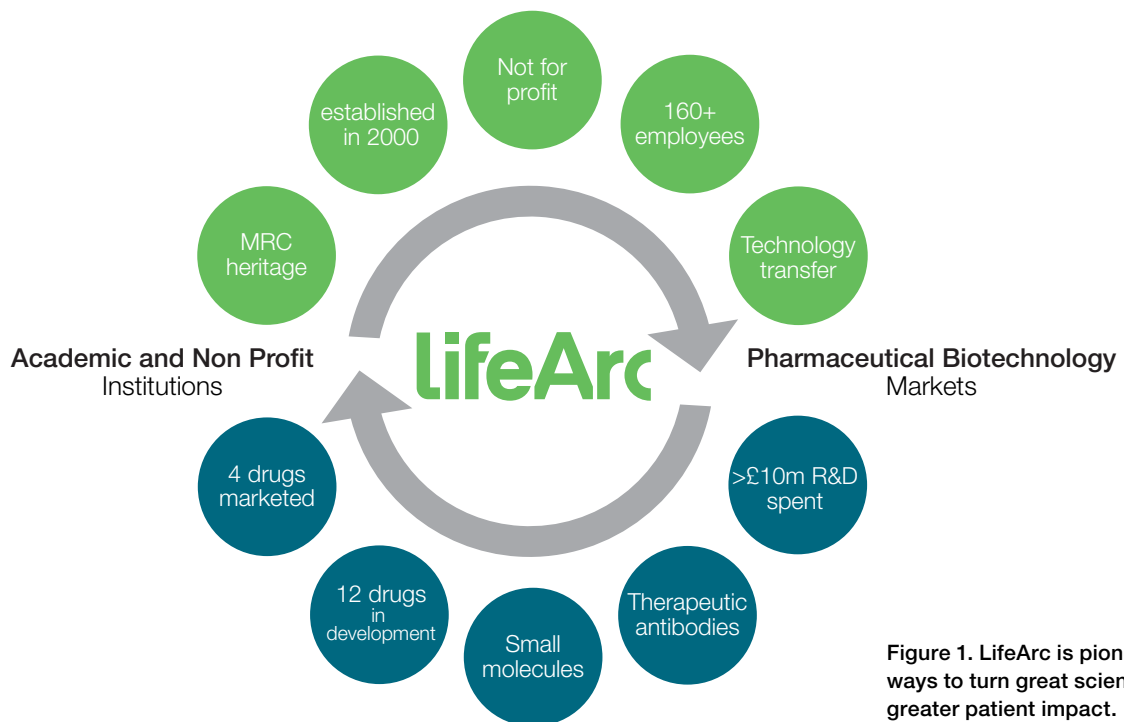 Not for
profit
established
in 2000
160+
employees
MRC
heritage
Technology
transfer
LifeArc
Academic and Non Profit
Institutions
Pharmaceutical Biotechnology
Markets
4 drugs
marketed
>£10m R&D
spent
12 drugs
in
development
Therapeutic
antibodies
Small
molecules
Figure 1. LifeArc is pion
ways to turn great scien
greater patient impact.